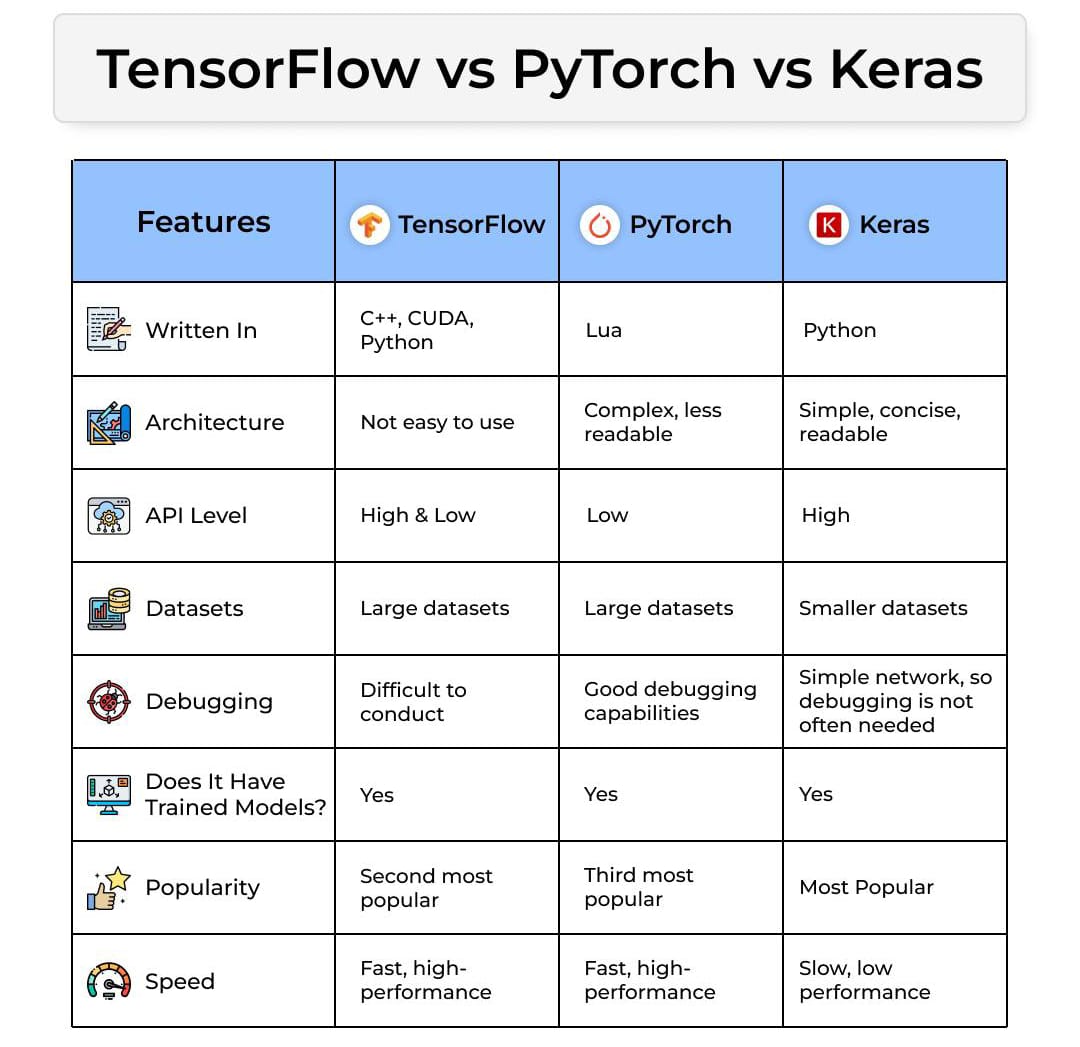 TensorFlow vs PyTorch vs Keras
Features
TensorFlow
PyTorch
K
Keras
Written In
C++, CUDA,
Python
Lua
Python
Architecture
Not easy to use
Complex, less
readable
Simple, concise,
readable
API Level
High & Low
Low
High
Datasets
Large datasets
Large datasets
Smaller datasets
Debugging
Difficult to
conduct
Good debugging
capabilities
Simple network, so
debugging is not
often needed
Does It Have
Trained Models?
Yes
Yes
Yes
Popularity
Second most
popular
Third most
popular
Most Popular
Speed
Fast, high-
performance
Fast, high-
performance
Slow, low
performance